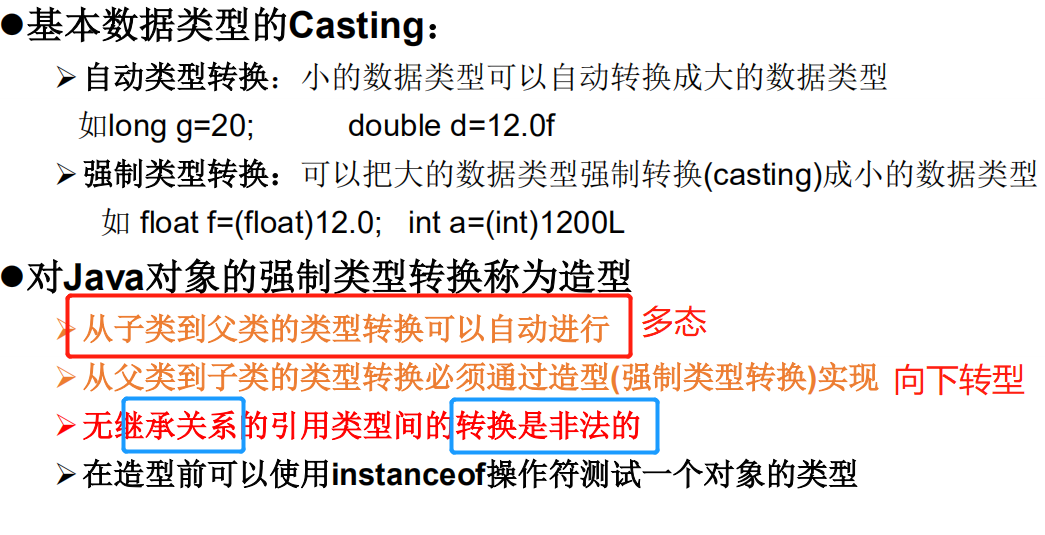 ●基本数据类型的Casting：
➢自动类型转换：小的数据类型可以自动转换成大的数据类型
如long g=20; double d=12.0f
➢强制类型转换：可以把大的数据类型强制转换(casting)成小的数据类型
如 float f=(float)12.0; int a=(int)1200L
●对Java对象的强制类型转换称为造型
➢从子类到父类的类型转换可以自动进行 多态
➢从父类到子类的类型转换必须通过造型(强制类型转换)实现 向下转型
➢无继承关系的引用类型间的转换是非法的
➢在造型前可以使用instanceof操作符测试一个对象的类型